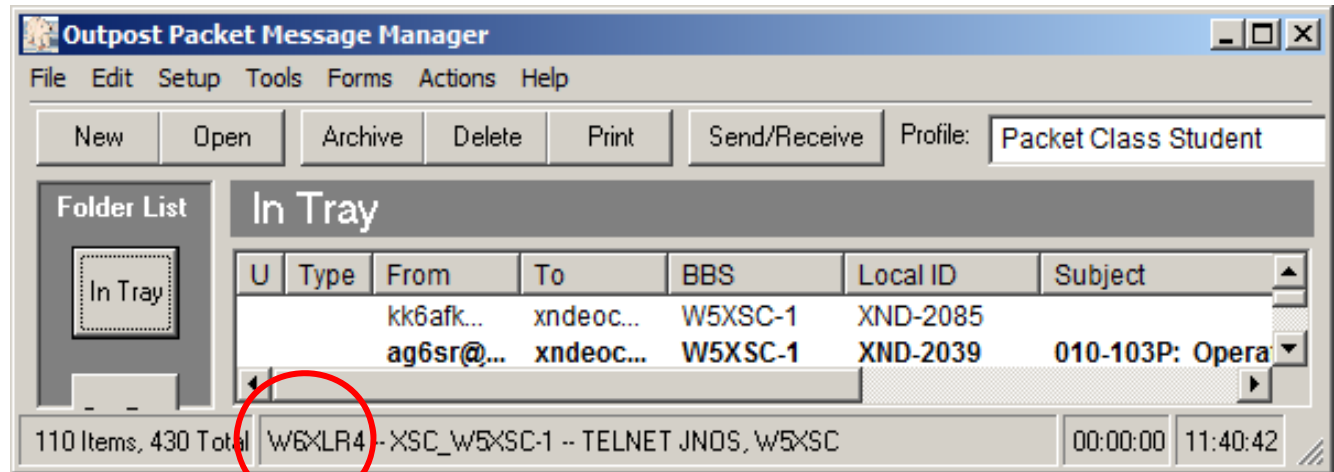 Outpost Packet Message Manager
File Edit Setup Tools Forms Actions Help
New Open Archive Delete Print Send/Receive Profile: Packet Class Student
Folder List In Tray
In Tray
U Type From To BBS Local ID Subject
kk6afk... xndeoc... W5XSC-1 XND-2085
ag6sr@... xndeoc... W5XSC-1 XND-2039 010-103P: Opera
110 Items, 430 Total W6XLR4 -- XSC_W5XSC-1 -- TELNET JNOS, W5XSC 00:00:00 11:40:42